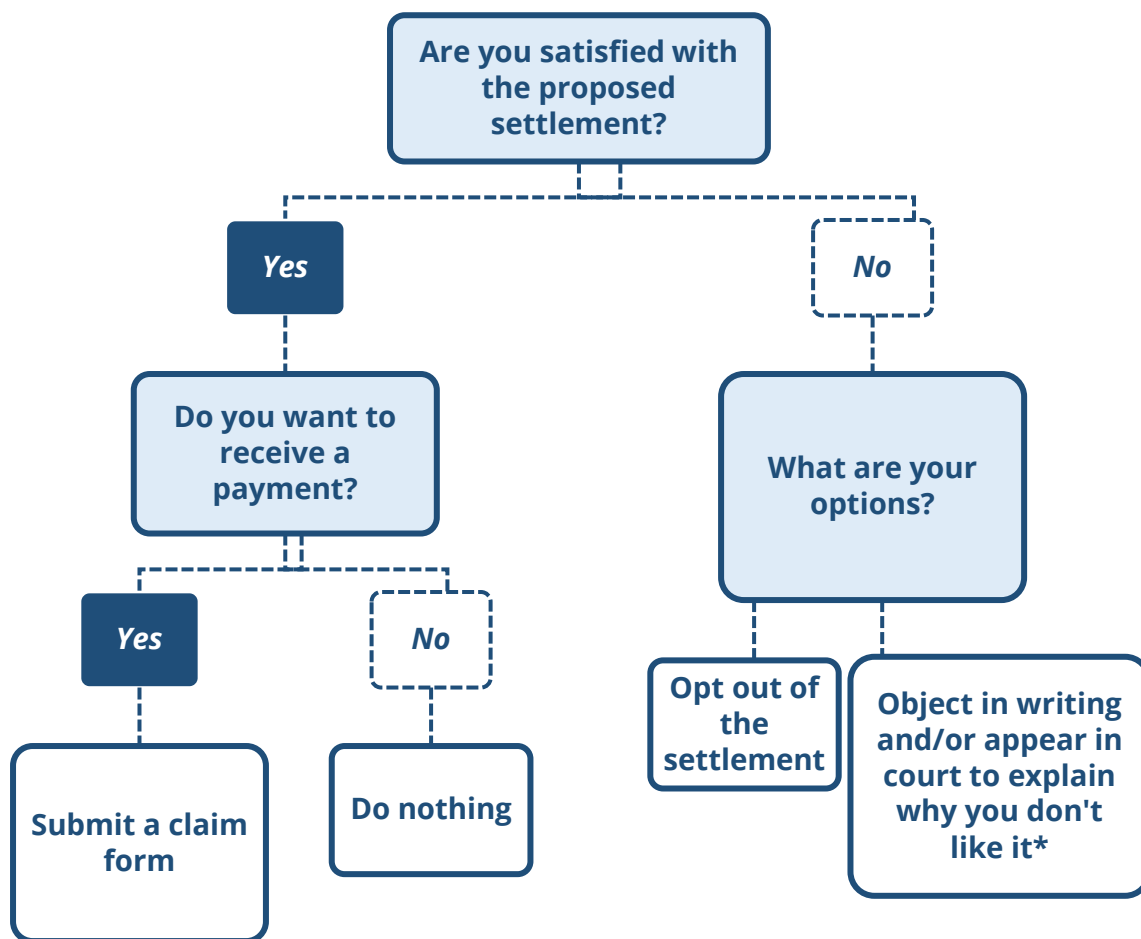 Are you satisfied with
the proposed
settlement?
Yes
No
Do you want to
receive a
payment?
What are your
options?
Yes
No
Opt out of
the
settlement
Object in writing
and/or appear in
court to explain
why you don't
like it*
Submit a claim
form
Do nothing